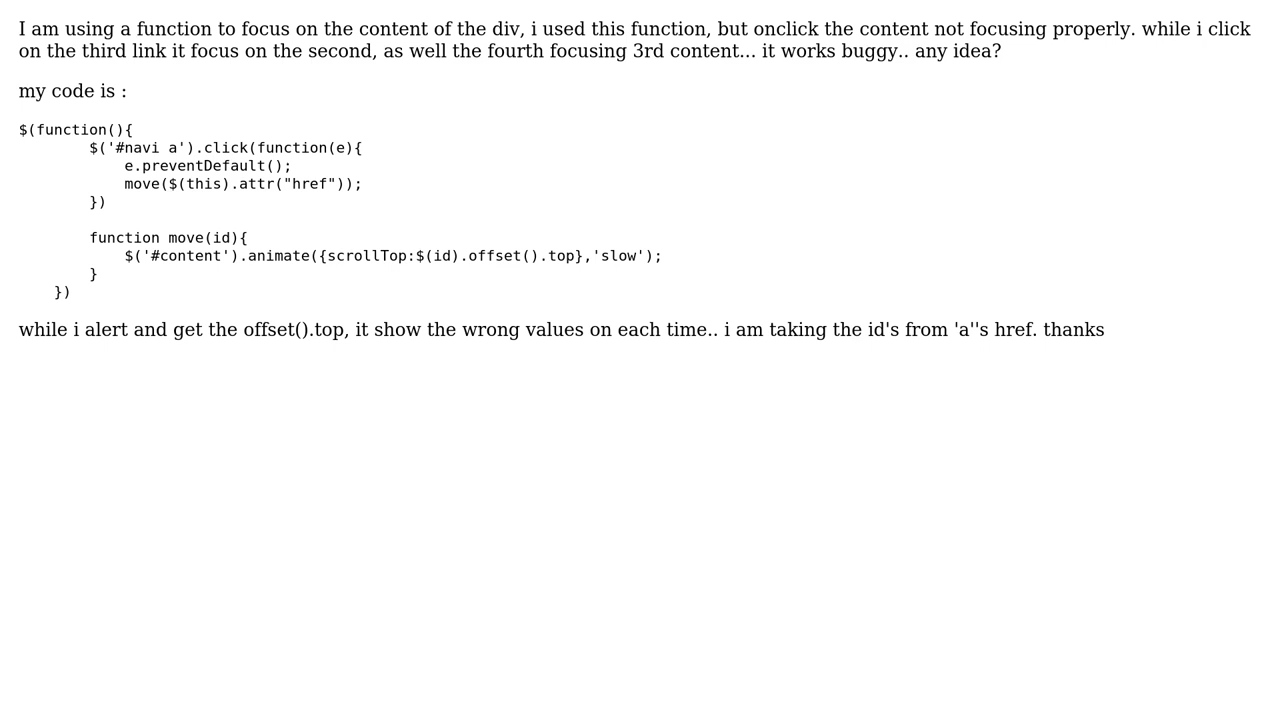 I am using a function to focus on the content of the div, i used this function, but onclick the content not focusing properly. while i click
on the third link it focus on the second, as well the fourth focusing 3rd content... it works buggy.. any idea?
my code is :
$(function(){
        $('#navi a').click(function(e){
            e.preventDefault();
            move($(this).attr("href"));
        })

        function move(id){
            $('#content').animate({scrollTop:$(id).offset().top},'slow');
        }
    })
while i alert and get the offset().top, it show the wrong values on each time.. i am taking the id's from 'a''s href. thanks